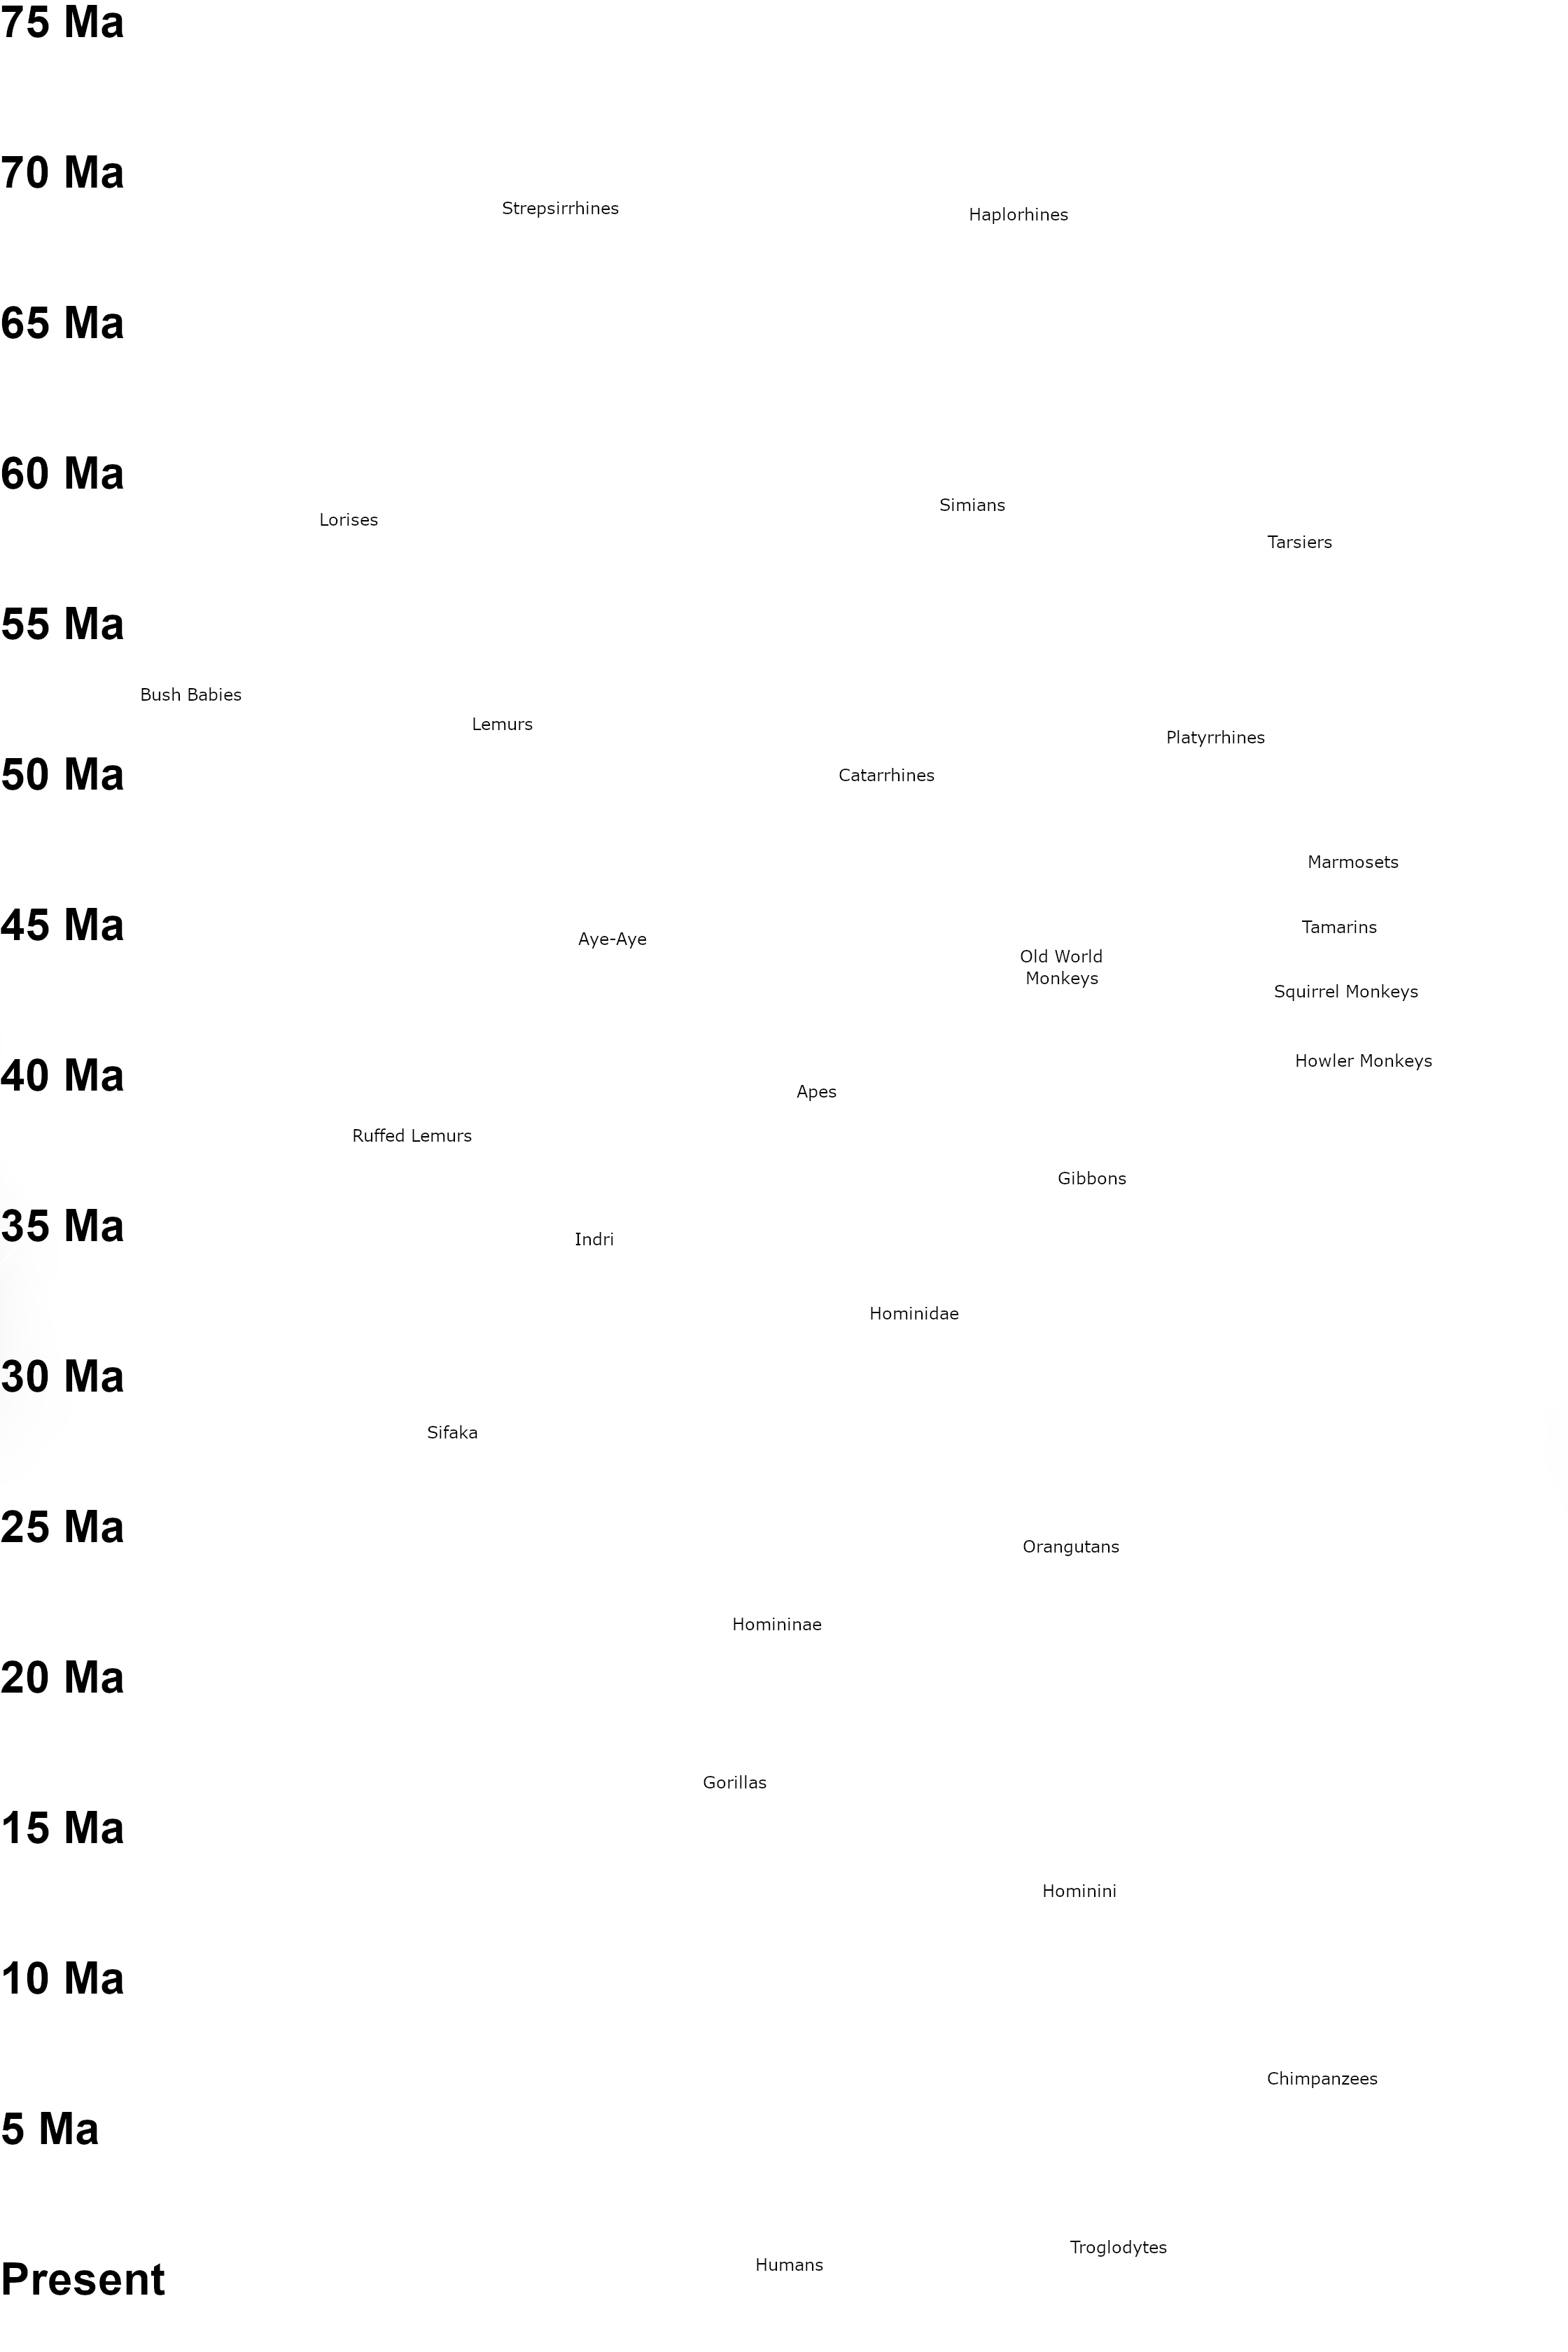 75 Ma
70 Ma
Strepsirrhines
Haplorhines
65 Ma
60 Ma
Simians
Lorises
Tarsiers
55 Ma
Bush Babies
Lemurs
Platyrrhines
50 Ma
Catarrhines
Marmosets
45 Ma
Tamarins
Aye-Aye
Old World
Monkeys
Squirrel Monkeys
40 Ma
Howler Monkeys
Apes
Ruffed Lemurs
Gibbons
35 Ma
Indri
Hominidae
30 Ma
Sifaka
25 Ma
Orangutans
Homininae
20 Ma
Gorillas
15 Ma
Hominini
10 Ma
Chimpanzees
5 Ma
Troglodytes
Humans
Present